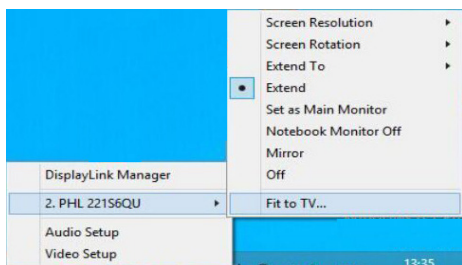 Screen Resolution
Screen Rotation
Extend To
Extend
Set as Main Monitor
Notebook Monitor Off
Mirror
Off
Fit to TV...
DisplayLink Manager
2. PHL 221S6QU
Audio Setup
Video Setup
13:35